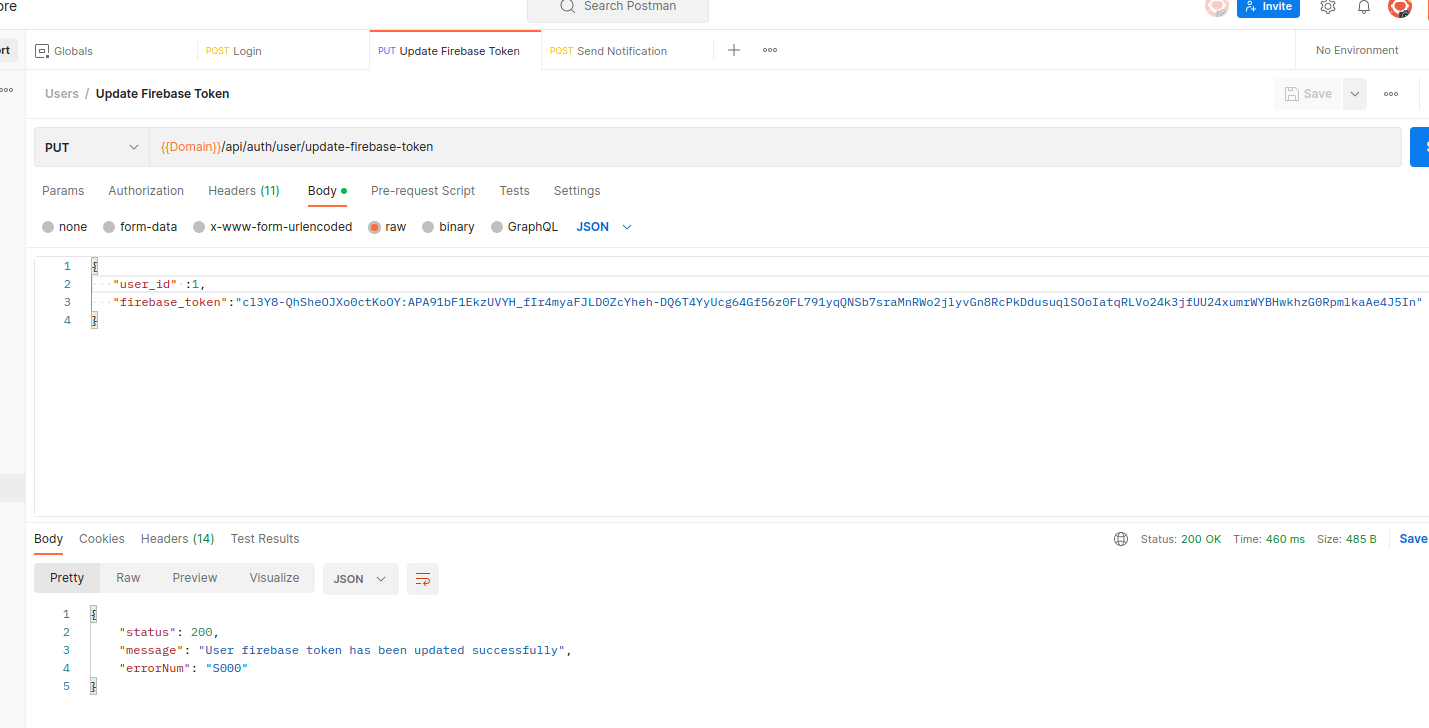 ore
Search Postman
Invite
rt
Globals
POST Login
PUT Update Firebase Token
POST Send Notification
No Environment
Users / Update Firebase Token
Save
PUT
{{Domain}}/api/auth/user/update-firebase-token
Params Authorization Headers (11) Body Pre-request Script Tests Settings
none form-data x-www-form-urlencoded raw binary GraphQL JSON
1 {
2 "user_id" :1,
3 "firebase_token":"cl3Y8-QhSheOJXo0ctKoOY:APA91bF1EkzUVYH_fIr4myaFJLD0ZcYheh-DQ6T4YyUcg64Gf56z0FL791yqQNSb7sraMnRWo2jlyvGn8RcPkDdusuqlSOoIatqRLVo24k3jfUU24xumrWYBHwkhzG0RpmlkaAe4J5In"
4 }
Body Cookies Headers (14) Test Results
Status: 200 OK Time: 460 ms Size: 485 B Save
Pretty Raw Preview Visualize JSON
1 {
2 "status": 200,
3 "message": "User firebase token has been updated successfully",
4 "errorNum": "S000"
5 }